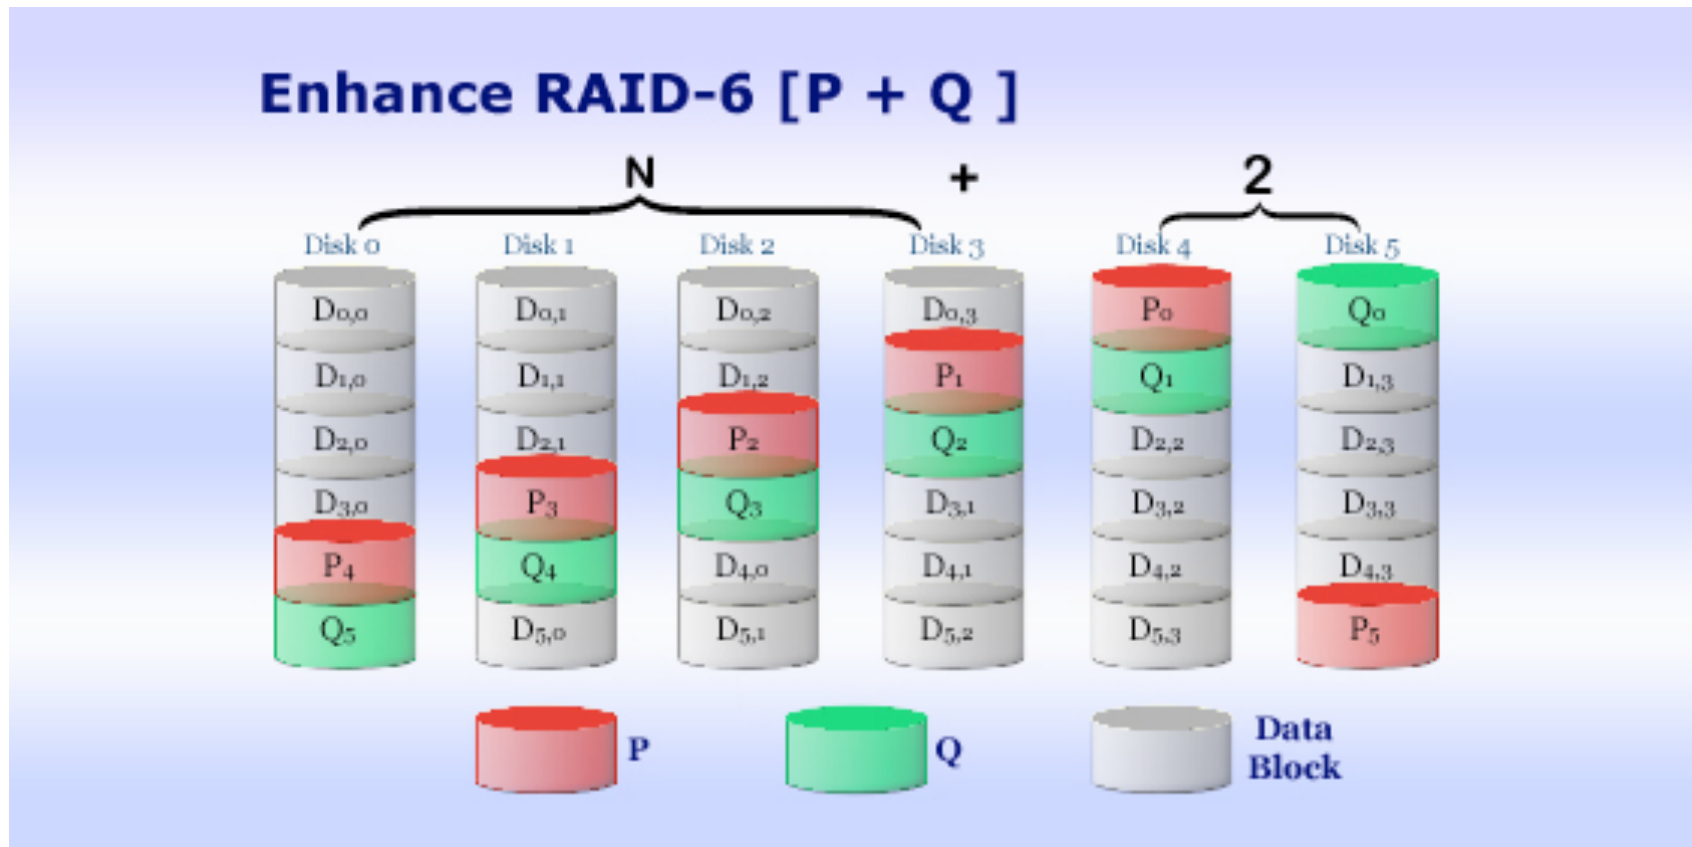 Enhance RAID-6 [P + Q ]
N + 2
Disk 0 Disk 1 Disk 2 Disk 3 Disk 4 Disk 5
D0,0 D0,1 D0,2 D0,3 P0 Q0
D1,0 D1,1 D1,2 P1 Q1 D1,3
D2,0 D2,1 P2 Q2 D2,2 D2,3
D3,0 P3 Q3 D3,1 D3,2 D3,3
P4 Q4 D4,0 D4,1 D4,2 D4,3
Q5 D5,0 D5,1 D5,2 D5,3 P5
P Q Data
Block